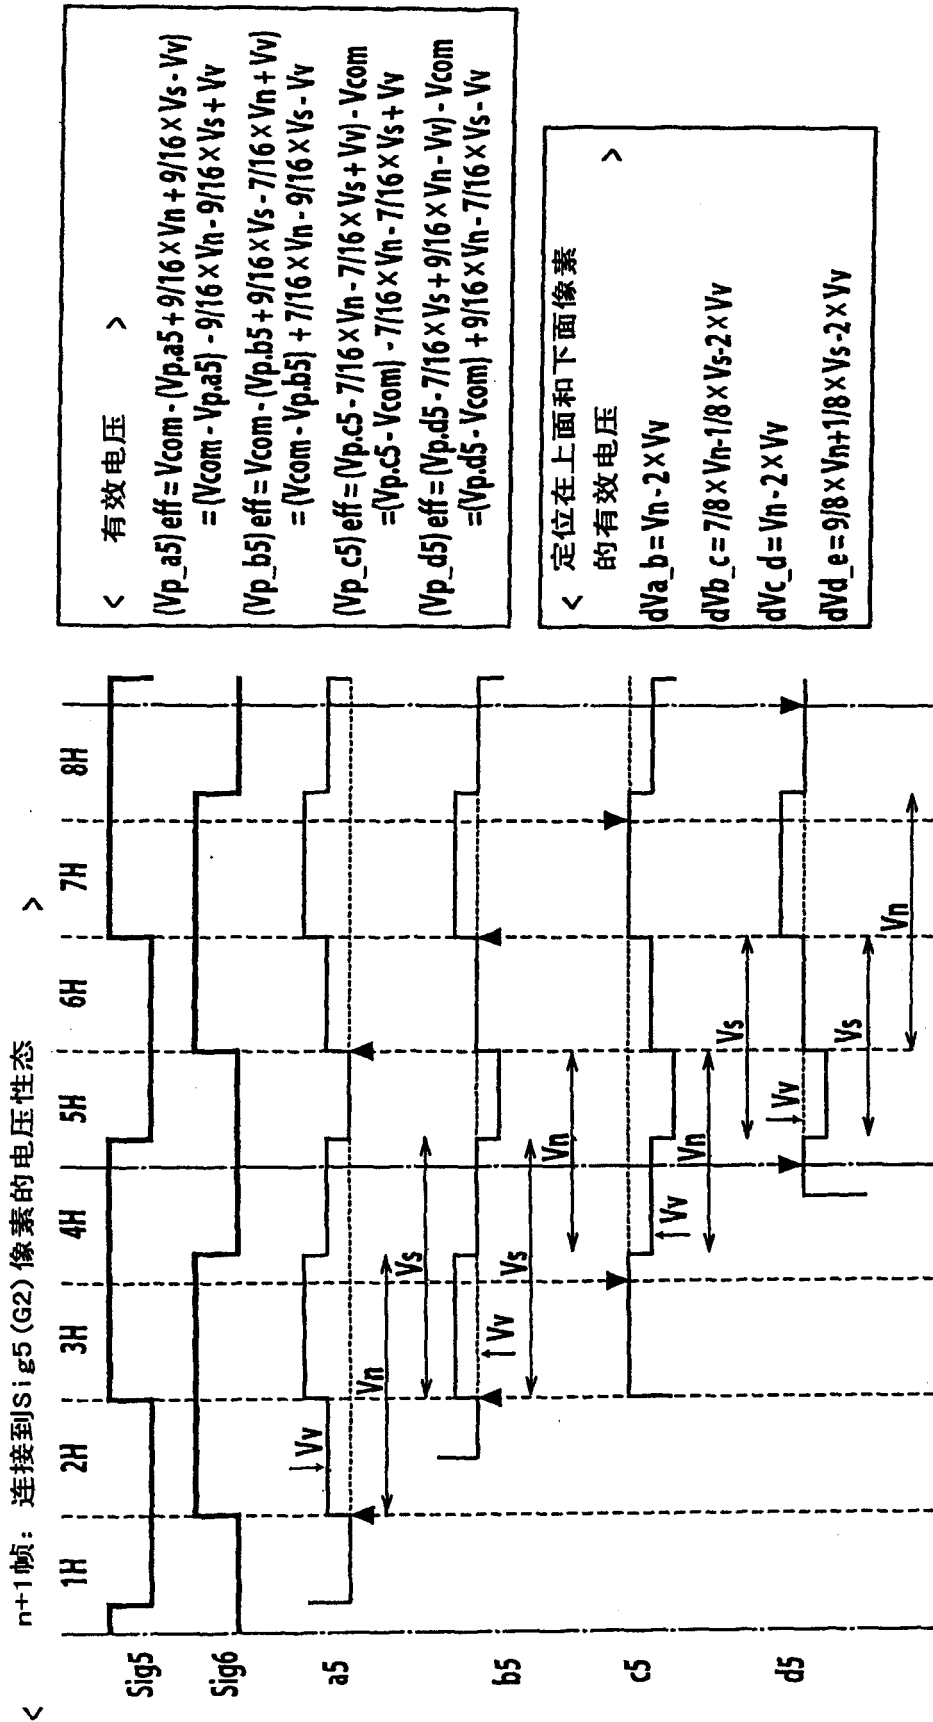 < n+1帧: 连接到Sig5(G2)像素的电压性态 >
1H 2H 3H 4H 5H 6H 7H 8H
Sig5
Sig6
a5
Vv
Vn
Vs
b5
Vv
Vs
Vn
c5
Vv
Vn
Vs
d5
Vv
Vs
Vn
< 有效电压 >
(Vp_a5) eff = Vcom - (Vp.a5 + 9/16 × Vn + 9/16 × Vs - Vv)
= (Vcom - Vp.a5) - 9/16 × Vn - 9/16 × Vs + Vv
(Vp_b5) eff = Vcom - (Vp.b5 + 9/16 × Vs - 7/16 × Vn + Vv)
= (Vcom - Vp.b5) + 7/16 × Vn - 9/16 × Vs - Vv
(Vp_c5) eff = (Vp.c5 - 7/16 × Vn - 7/16 × Vs + Vv) - Vcom
=(Vp.c5 - Vcom) - 7/16 × Vn - 7/16 × Vs + Vv
(Vp_d5) eff = (Vp.d5 - 7/16 × Vs + 9/16 × Vn - Vv) - Vcom
=(Vp.d5 - Vcom) + 9/16 × Vn - 7/16 × Vs - Vv
< 定位在上面和下面像素
的有效电压 >
dVa_b = Vn - 2 × Vv
dVb_c = 7/8 × Vn-1/8 × Vs-2 × Vv
dVc_d = Vn - 2 × Vv
dVd_e = 9/8 × Vn+1/8 × Vs-2 × Vv